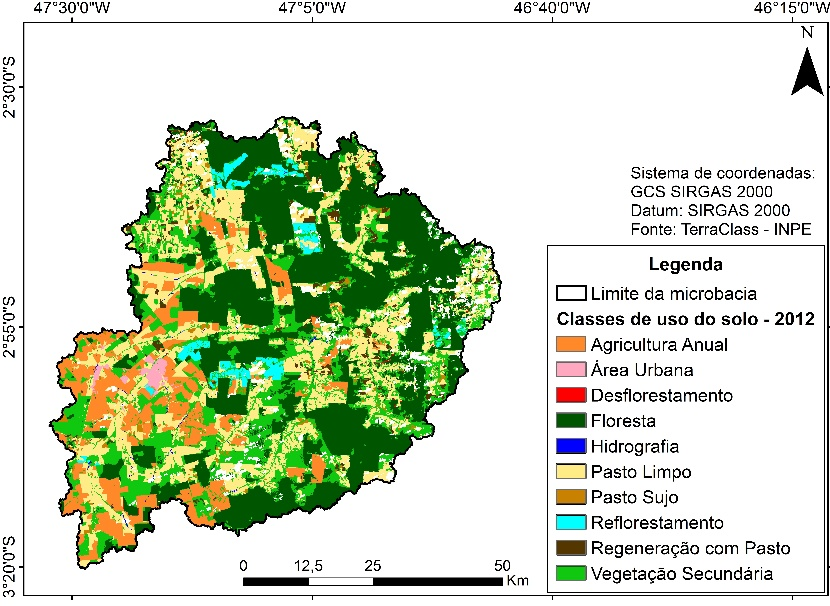 47°30'0"W 47°5'0"W 46°40'0"W 46°15'0"W
N
2°30'0"S
Sistema de coordenadas:
GCS SIRGAS 2000
Datum: SIRGAS 2000
Fonte: TerraClass - INPE
Legenda
Limite da microbacia
Classes de uso do solo - 2012
2°55'0"S
Agricultura Anual
Área Urbana
Desflorestamento
Floresta
Hidrografia
Pasto Limpo
Pasto Sujo
Reflorestamento
Regeneração com Pasto
Vegetação Secundária
3°20'0"S
0 12,5 25 50
Km